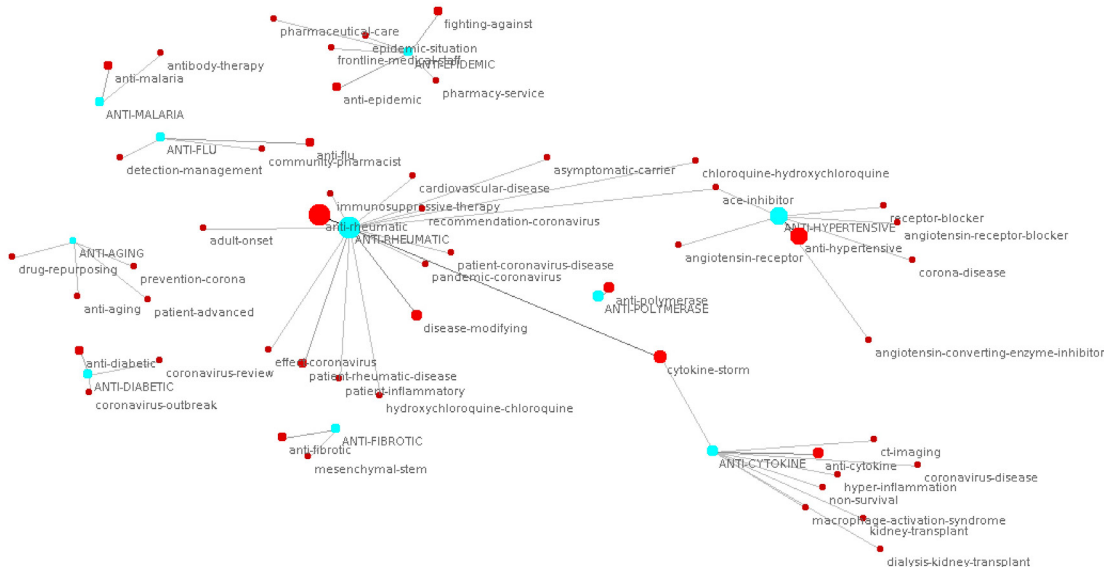 fighting-against
pharmaceutical-care
epidemic-situation
frontline-medical-staff
ANTI-EPIDEMIC
antibody-therapy
anti-malaria
anti-epidemic
pharmacy-service
ANTI-MALARIA
ANTI-FLU
anti-flu
community-pharmacist
detection-management
asymptomatic-carrier
chloroquine-hydroxychloroquine
cardiovascular-disease
ace-inhibitor
immunosuppressive-therapy
recommendation-coronavirus
receptor-blocker
anti-rheumatic
ANTI-HYPERTENSIVE
angiotensin-receptor-blocker
adult-onset
ANTI-RHEUMATIC
anti-hypertensive
ANTI-AGING
angiotensin-receptor
drug-repurposing
patient-coronavirus-disease
corona-disease
prevention-corona
pandemic-coronavirus
anti-polymerase
anti-aging
patient-advanced
ANTI-POLYMERASE
disease-modifying
angiotensin-converting-enzyme-inhibitor
anti-diabetic
effect-coronavirus
coronavirus-review
cytokine-storm
patient-rheumatic-disease
ANTI-DIABETIC
patient-inflammatory
coronavirus-outbreak
hydroxychloroquine-chloroquine
ANTI-FIBROTIC
anti-fibrotic
ct-imaging
ANTI-CYTOKINE
anti-cytokine
mesenchymal-stem
coronavirus-disease
hyper-inflammation
non-survival
macrophage-activation-syndrome
kidney-transplant
dialysis-kidney-transplant